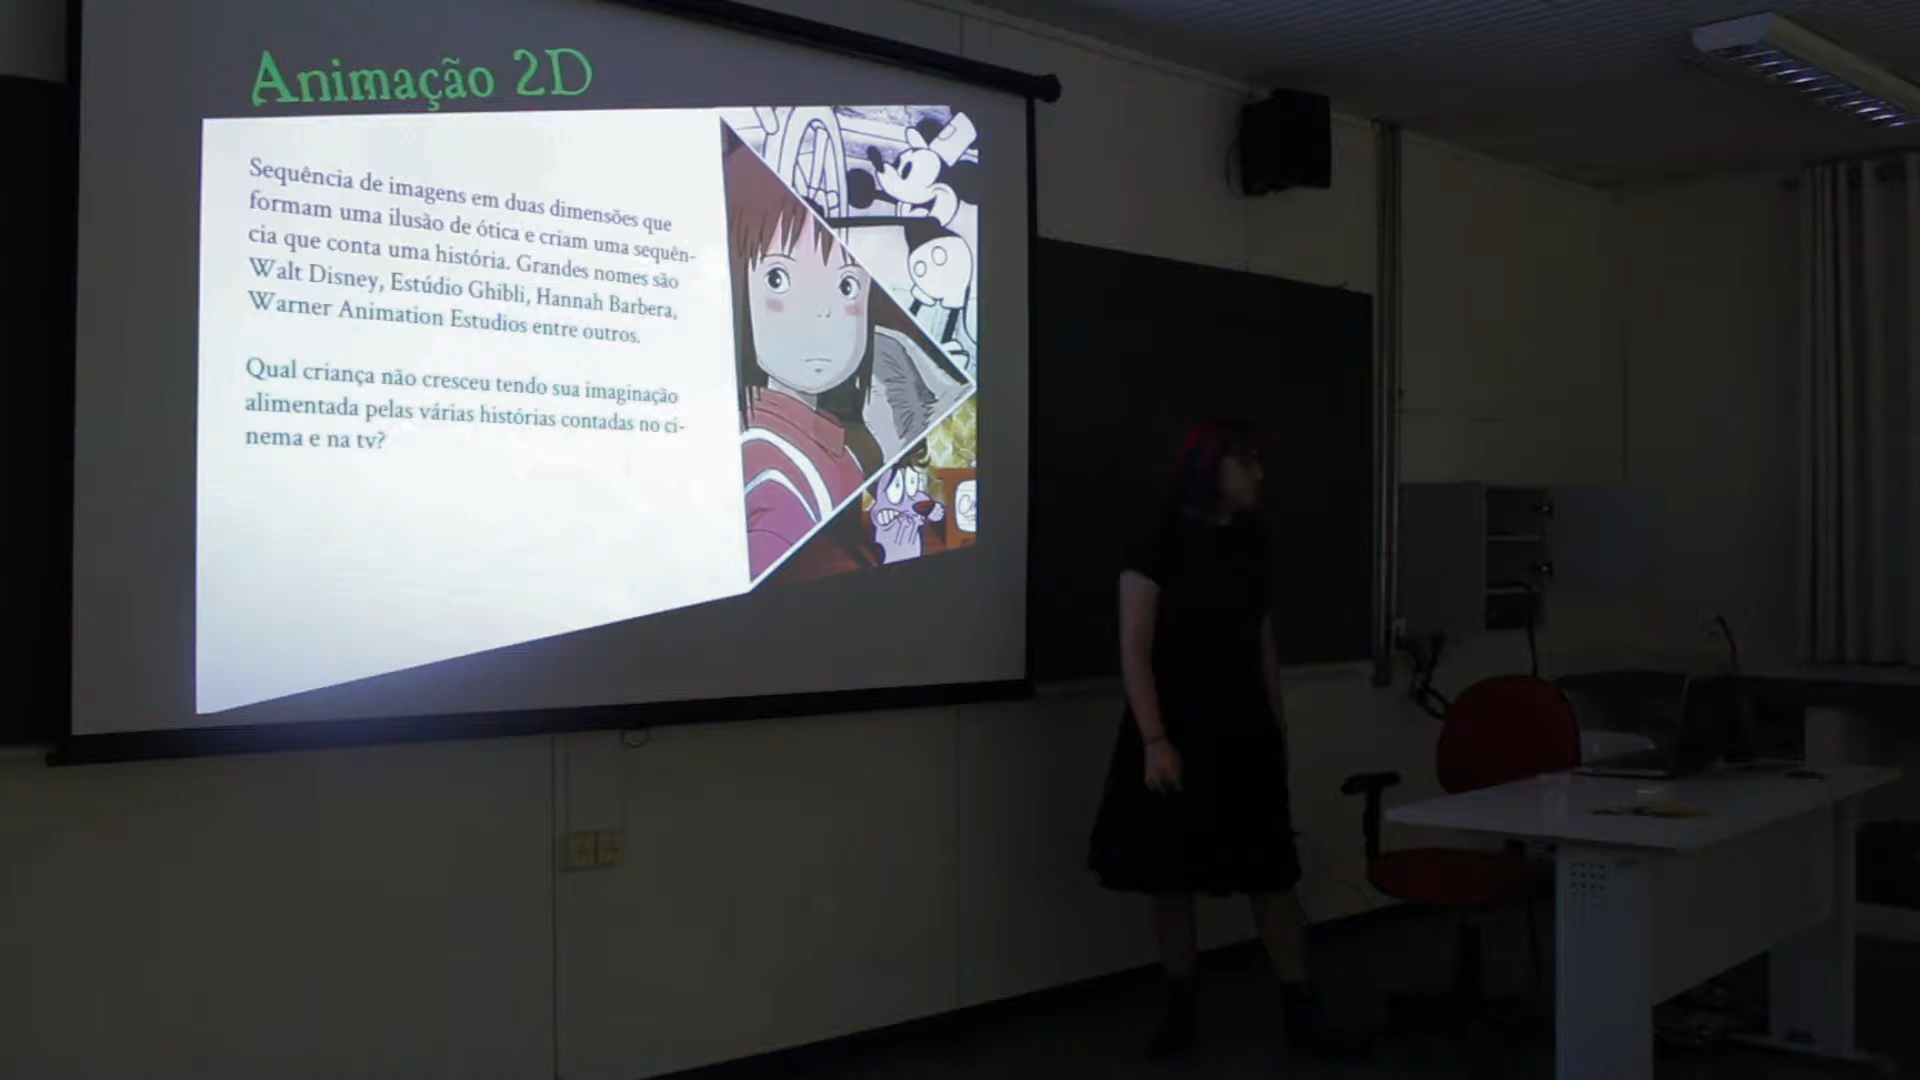 Animação 2D
Sequência de imagens em duas dimensões que
formam uma ilusão de ótica e criam uma sequên-
cia que conta uma história. Grandes nomes são
Walt Disney, Estúdio Ghibli, Hannah Barbera,
Warner Animation Estudios entre outros.
Qual criança não cresceu tendo sua imaginação
alimentada pelas várias histórias contadas no ci-
nema e na tv?